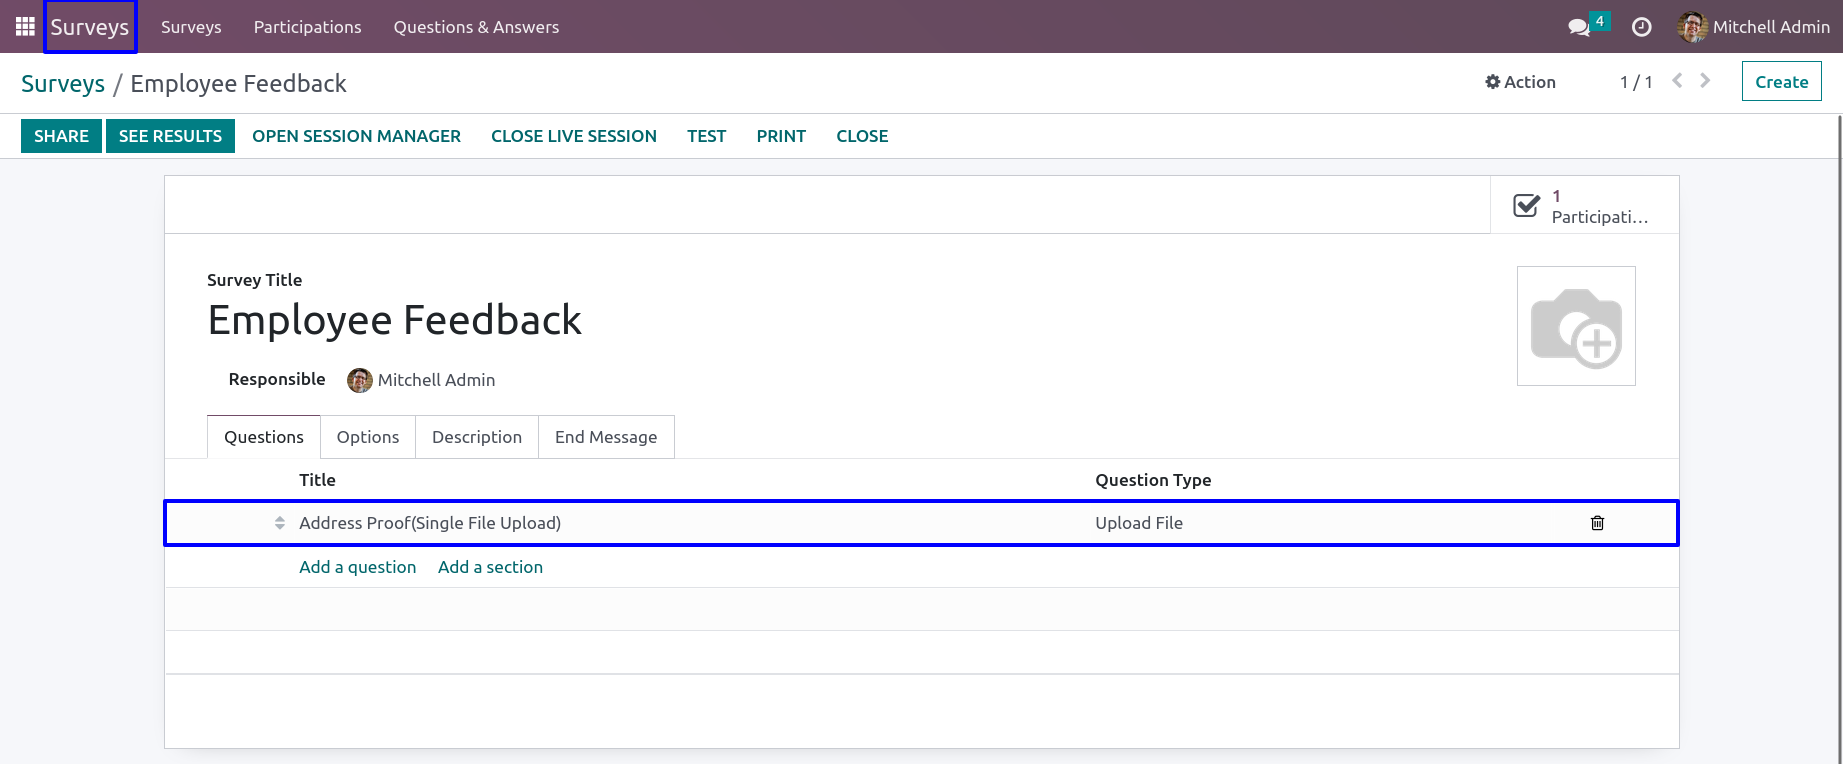 Surveys Surveys Participations Questions & Answers 4 Mitchell Admin
Surveys / Employee Feedback Action 1 / 1 Create
SHARE SEE RESULTS OPEN SESSION MANAGER CLOSE LIVE SESSION TEST PRINT CLOSE
1
Participati...
Survey Title
Employee Feedback
Responsible Mitchell Admin
Questions Options Description End Message
Title Question Type
Address Proof(Single File Upload) Upload File
Add a question Add a section